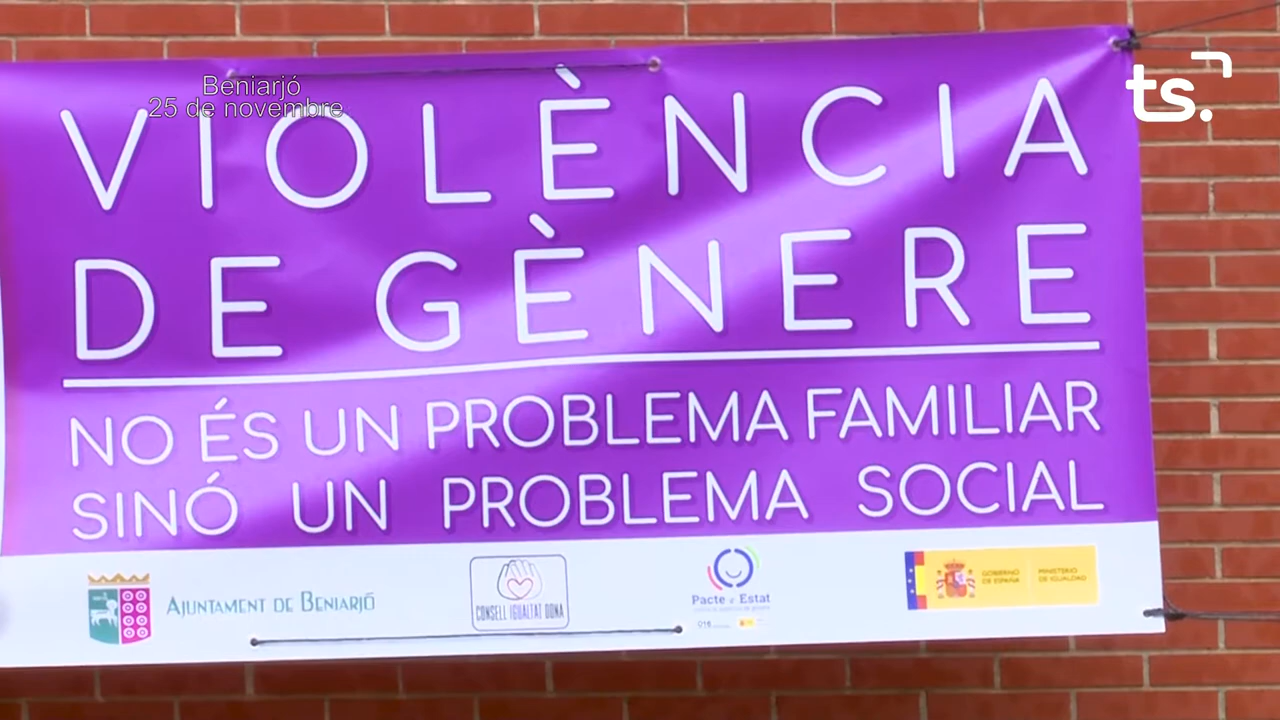 Beniarjó
25 de novembre
ts.
VIOLÈNCIA
DE GÈNERE
NO ÉS UN PROBLEMA FAMILIAR
SINÓ UN PROBLEMA SOCIAL
AJUNTAMENT DE BENIARJÓ
CONSELL IGUALTAT DONA
Pacte d'Estat
016
GOBIERNO
DE ESPAÑA
MINISTERIO
DE IGUALDAD